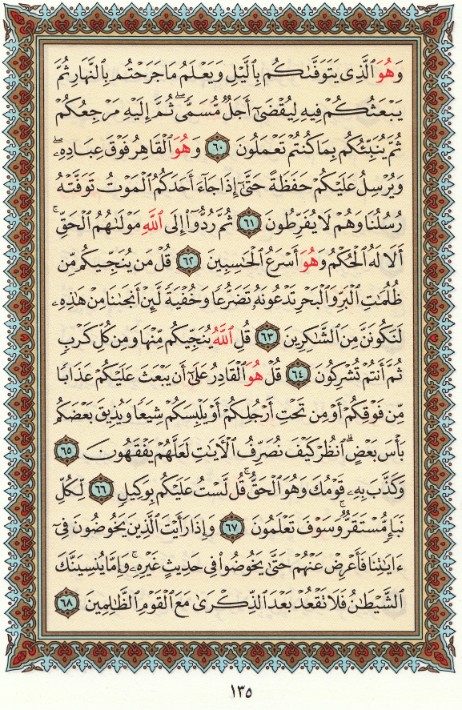 وَهُوَ ٱلَّذِى يَتَوَفَّىٰكُم بِٱلَّيْلِ وَيَعْلَمُ مَا جَرَحْتُم بِٱلنَّهَارِ ثُمَّ
يَبْعَثُكُمْ فِيهِ لِيُقْضَىٰٓ أَجَلٌ مُّسَمًّى ۖ ثُمَّ إِلَيْهِ مَرْجِعُكُمْ
ثُمَّ يُنَبِّئُكُم بِمَا كُنتُمْ تَعْمَلُونَ ٦٠ وَهُوَ ٱلْقَاهِرُ فَوْقَ عِبَادِهِۦ ۖ
وَيُرْسِلُ عَلَيْكُمْ حَفَظَةً حَتَّىٰٓ إِذَا جَآءَ أَحَدَكُمُ ٱلْمَوْتُ تَوَفَّتْهُ
رُسُلُنَا وَهُمْ لَا يُفَرِّطُونَ ٦١ ثُمَّ رُدُّوٓا۟ إِلَى ٱللَّهِ مَوْلَىٰهُمُ ٱلْحَقِّ ۚ
أَلَا لَهُ ٱلْحُكْمُ وَهُوَ أَسْرَعُ ٱلْحَـٰسِبِينَ ٦٢ قُلْ مَن يُنَجِّيكُم مِّن
ظُلُمَـٰتِ ٱلْبَرِّ وَٱلْبَحْرِ تَدْعُونَهُۥ تَضَرُّعًا وَخُفْيَةً لَّئِنْ أَنجَىٰنَا مِنْ هَـٰذِهِۦ
لَنَكُونَنَّ مِنَ ٱلشَّـٰكِرِينَ ٦٣ قُلِ ٱللَّهُ يُنَجِّيكُم مِّنْهَا وَمِن كُلِّ كَرْبٍ
ثُمَّ أَنتُمْ تُشْرِكُونَ ٦٤ قُلْ هُوَ ٱلْقَادِرُ عَلَىٰٓ أَن يَبْعَثَ عَلَيْكُمْ عَذَابًا
مِّن فَوْقِكُمْ أَوْ مِن تَحْتِ أَرْجُلِكُمْ أَوْ يَلْبِسَكُمْ شِيَعًا وَيُذِيقَ بَعْضَكُم
بَأْسَ بَعْضٍ ۗ ٱنظُرْ كَيْفَ نُصَرِّفُ ٱلْـَٔايَـٰتِ لَعَلَّهُمْ يَفْقَهُونَ ٦٥
وَكَذَّبَ بِهِۦ قَوْمُكَ وَهُوَ ٱلْحَقُّ ۚ قُل لَّسْتُ عَلَيْكُم بِوَكِيلٍ ٦٦ لِّكُلِّ
نَبَإٍ مُّسْتَقَرٌّ ۚ وَسَوْفَ تَعْلَمُونَ ٦٧ وَإِذَا رَأَيْتَ ٱلَّذِينَ يَخُوضُونَ فِىٓ
ءَايَـٰتِنَا فَأَعْرِضْ عَنْهُمْ حَتَّىٰ يَخُوضُوا۟ فِى حَدِيثٍ غَيْرِهِۦ ۚ وَإِمَّا يُنسِيَنَّكَ
ٱلشَّيْطَـٰنُ فَلَا تَقْعُدْ بَعْدَ ٱلذِّكْرَىٰ مَعَ ٱلْقَوْمِ ٱلظَّـٰلِمِينَ ٦٨
١٣٥